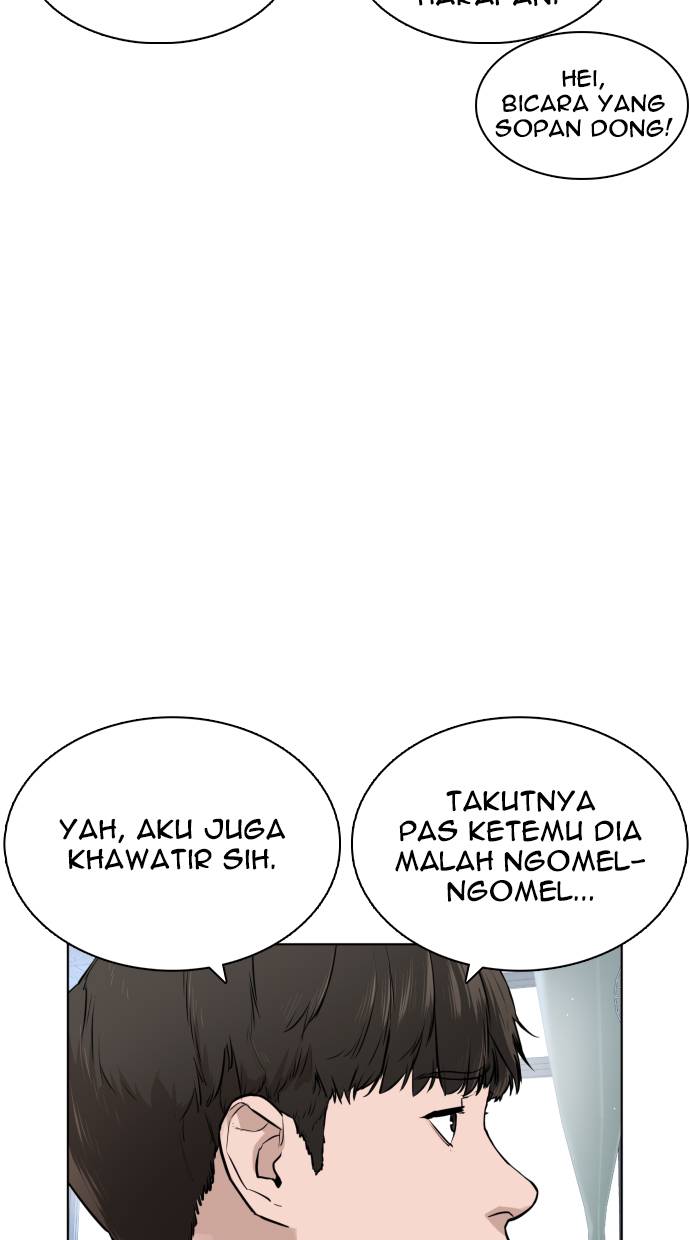 HEI,
BICARA YANG
SOPAN DONG!
YAH, AKU JUGA
KHAWATIR SIH.
TAKUTNYA
PAS KETEMU DIA
MALAH NGOMEL-
NGOMEL...